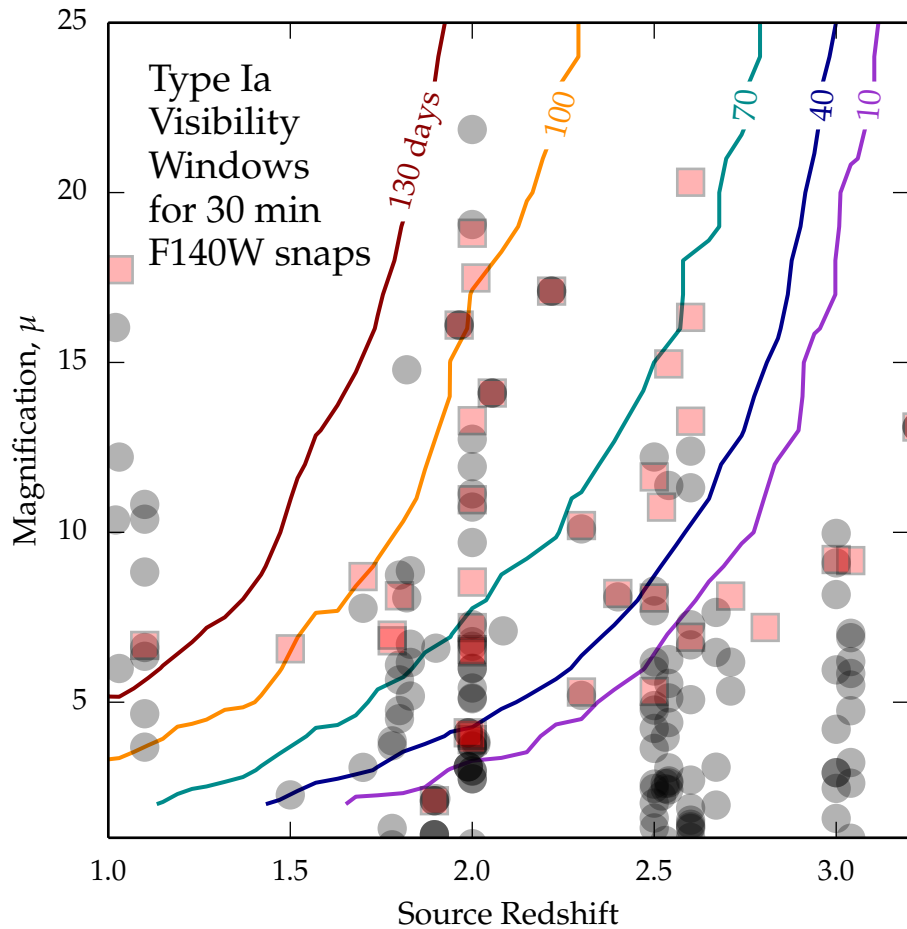 25
20
15
10
5
Magnification, μ
Type Ia
Visibility
Windows
for 30 min
F140W snaps
130 days
100
70
40
10
1.0
1.5
2.0
2.5
3.0
Source Redshift